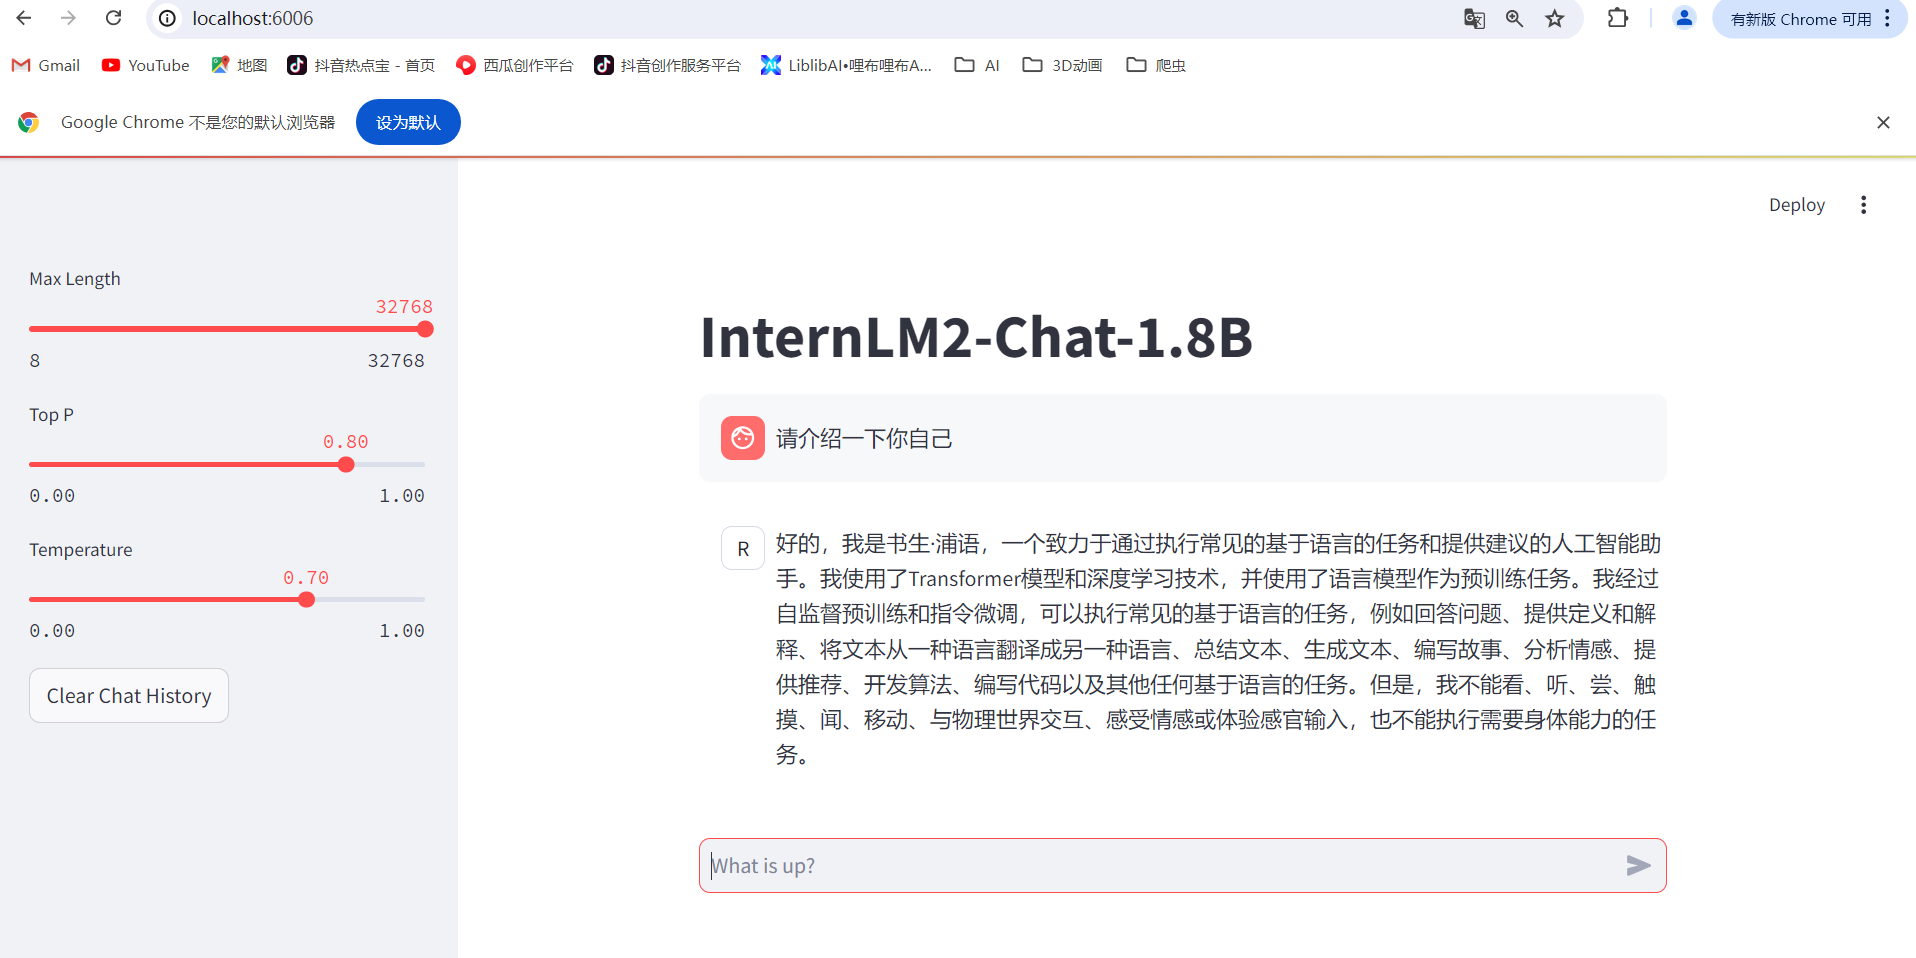 localhost:6006
有新版 Chrome 可用
Gmail
YouTube
地图
抖音热点宝 - 首页
西瓜创作平台
抖音创作服务平台
LiblibAI•哩布哩布A...
AI
3D动画
爬虫
Google Chrome 不是您的默认浏览器
设为默认
Deploy
Max Length
32768
8
32768
Top P
0.80
0.00
1.00
Temperature
0.70
0.00
1.00
Clear Chat History
InternLM2-Chat-1.8B
请介绍一下你自己
R
好的，我是书生·浦语，一个致力于通过执行常见的基于语言的任务和提供建议的人工智能助
手。我使用了Transformer模型和深度学习技术，并使用了语言模型作为预训练任务。我经过
自监督预训练和指令微调，可以执行常见的基于语言的任务，例如回答问题、提供定义和解
释、将文本从一种语言翻译成另一种语言、总结文本、生成文本、编写故事、分析情感、提
供推荐、开发算法、编写代码以及其他任何基于语言的任务。但是，我不能看、听、尝、触
摸、闻、移动、与物理世界交互、感受情感或体验感官输入，也不能执行需要身体能力的任
务。
What is up?